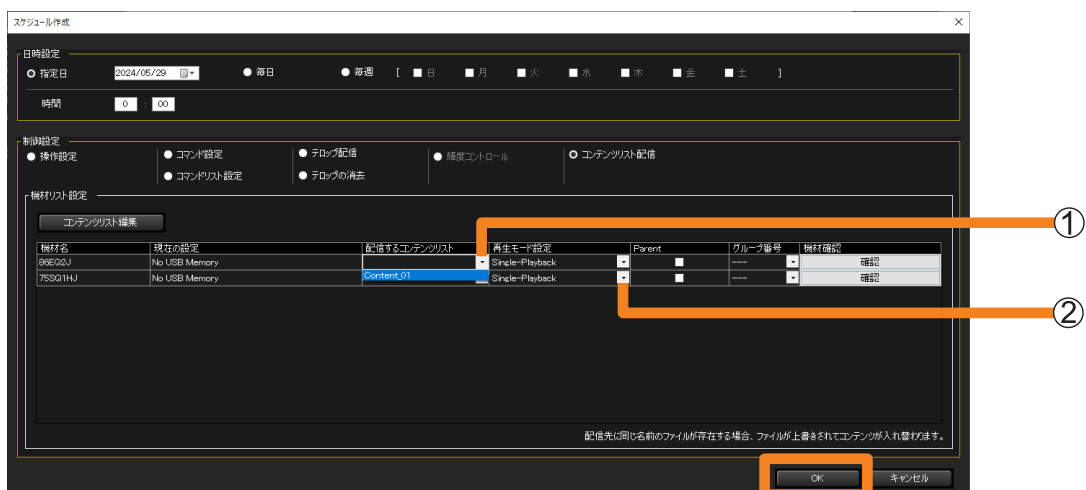 スケジュール作成
日時設定
指定日 2024/05/29 毎日 毎週 [ 日 月 火 水 木 金 土 ]
時間 0 : 00
制御設定
操作設定 コマンド設定 テロップ配信 輝度コントロール コンテンツリスト配信
コマンドリスト設定 テロップの消去
機材リスト設定
コンテンツリスト編集
機材名 現在の設定 配信するコンテンツリスト 再生モード設定 Parent グループ番号 機材確認
86EQ2J No USB Memory Single-Playback --- 確認
Content_01
75SQ1HJ No USB Memory Single-Playback --- 確認
①
②
配信先に同じ名前のファイルが存在する場合、ファイルが上書きされてコンテンツが入れ替わります。
OK キャンセル